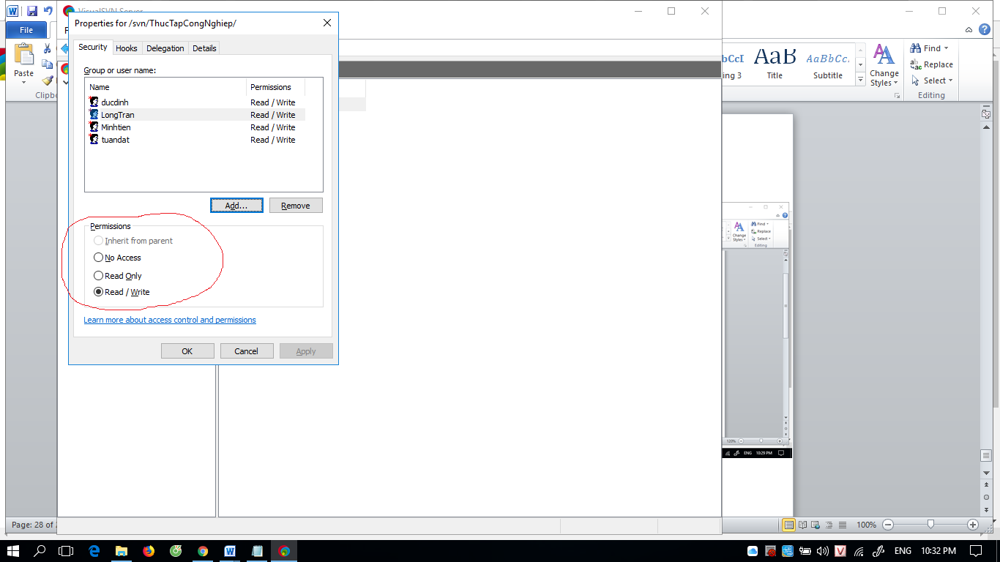 VisualSVN Server
File
Paste
Clipb
Properties for /svn/ThucTapCongNghiep/
Security Hooks Delegation Details
Group or user name:
Name Permissions
ducdinh Read / Write
LongTran Read / Write
Minhtien Read / Write
tuandat Read / Write
Add... Remove
Permissions
Inherit from parent
No Access
Read Only
Read / Write
Learn more about access control and permissions
OK Cancel Apply
bCcI AaB AaBbCc.
ing 3 Title Subtitle
Change
Styles
Find
Replace
Select
Editing
Find
Replace
Select
Change
Styles
Editing
120%
ENG 10:29 PM
Page: 28 of
100%
ENG 10:32 PM